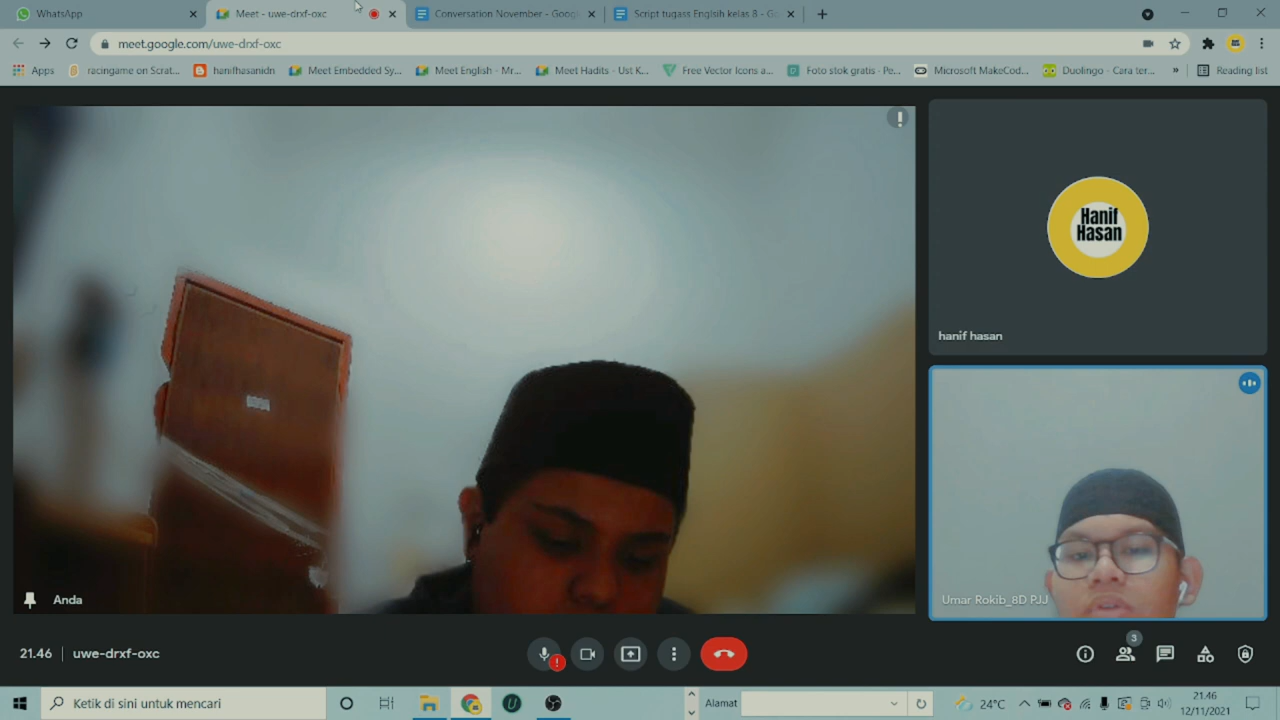 WhatsApp
Meet - uwe-drxf-oxc
Conversation November - Googl
Script tugass Englsih kelas 8 - Go
meet.google.com/uwe-drxf-oxc
Apps
racingame on Scrat...
hanifhasanidn
Meet Embedded Sy...
Meet English - Mr...
Meet Hadits - Ust K...
Free Vector Icons a...
Foto stok gratis · Pe...
Microsoft MakeCod...
Duolingo - Cara ter...
»
Reading list
Hanif
Hasan
hanif hasan
Umar Rokib_8D PJJ
Anda
21.46 | uwe-drxf-oxc
3
Ketik di sini untuk mencari
Alamat
24°C
21.46
12/11/2021